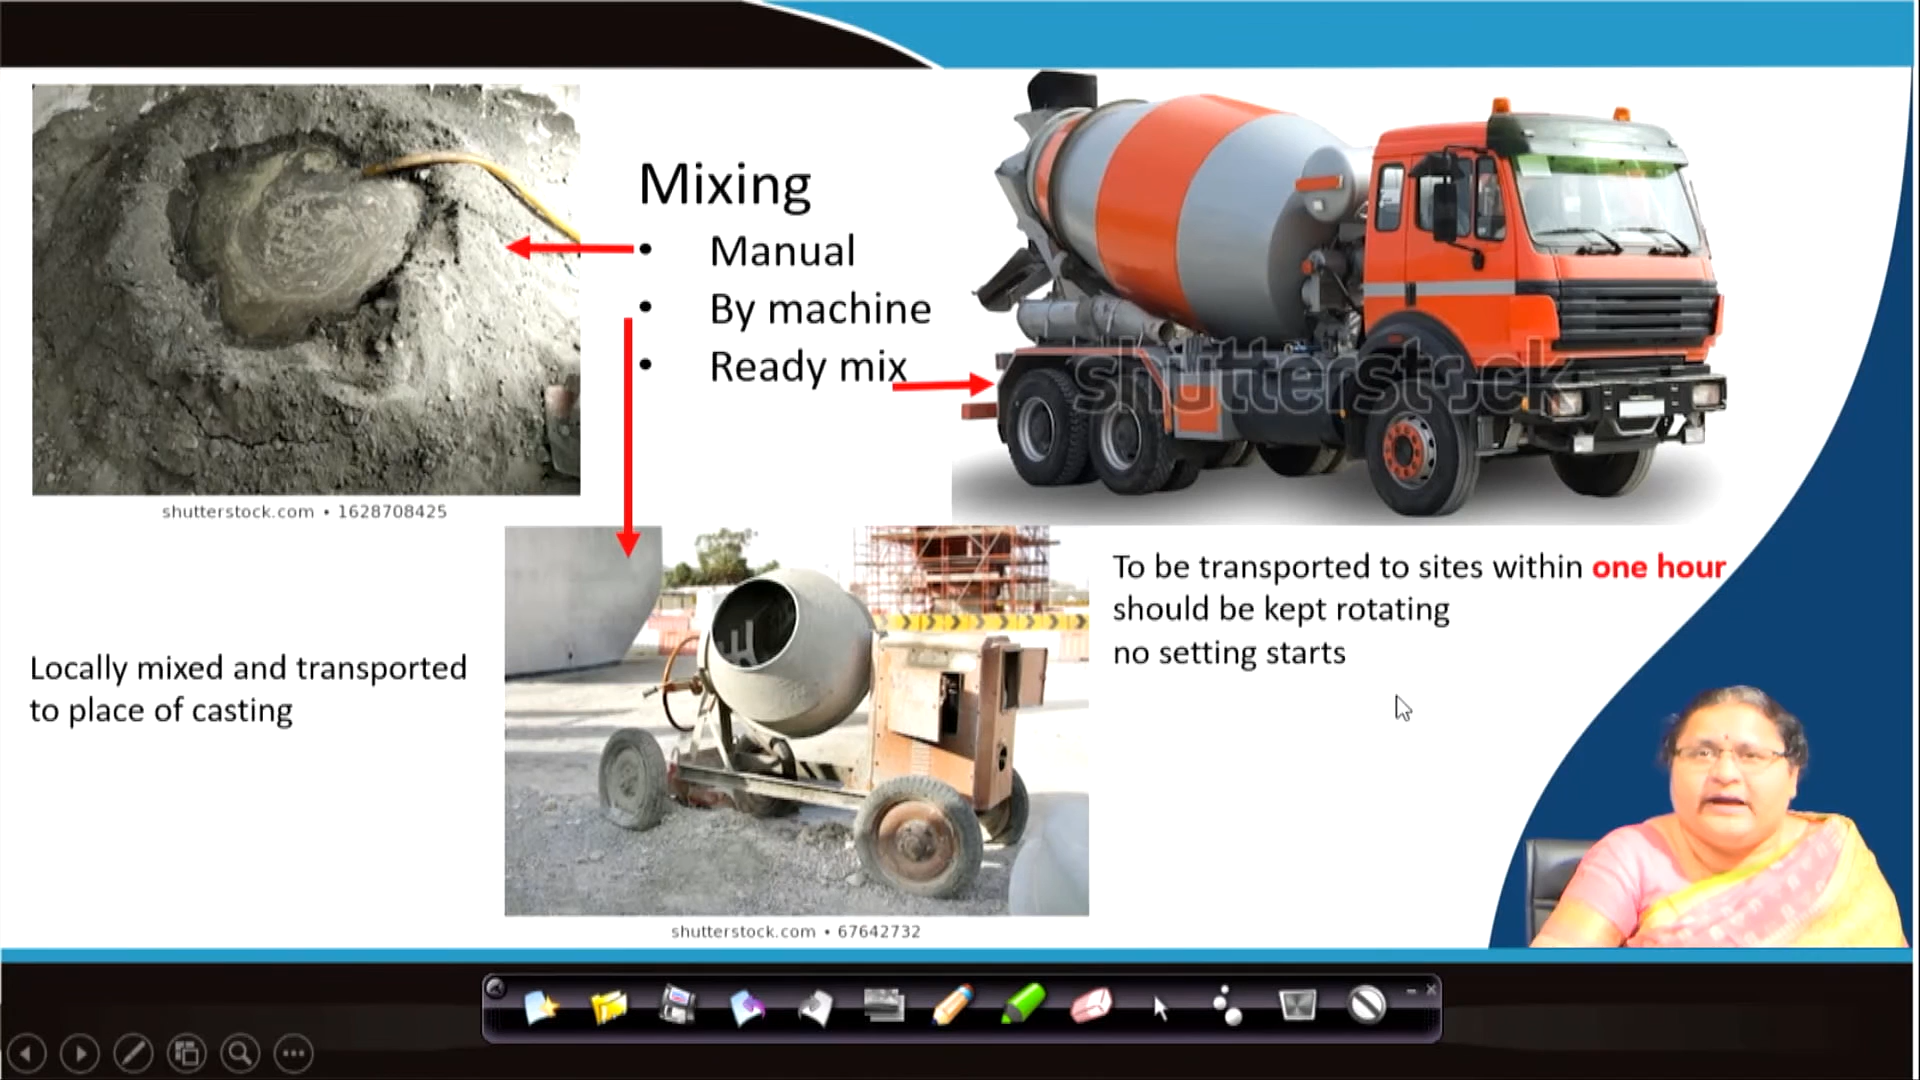 Mixing
• Manual
• By machine
• Ready mix
shutterstock
shutterstock.com • 1628708425
To be transported to sites within one hour
should be kept rotating
no setting starts
Locally mixed and transported
to place of casting
shutterstock.com • 67642732